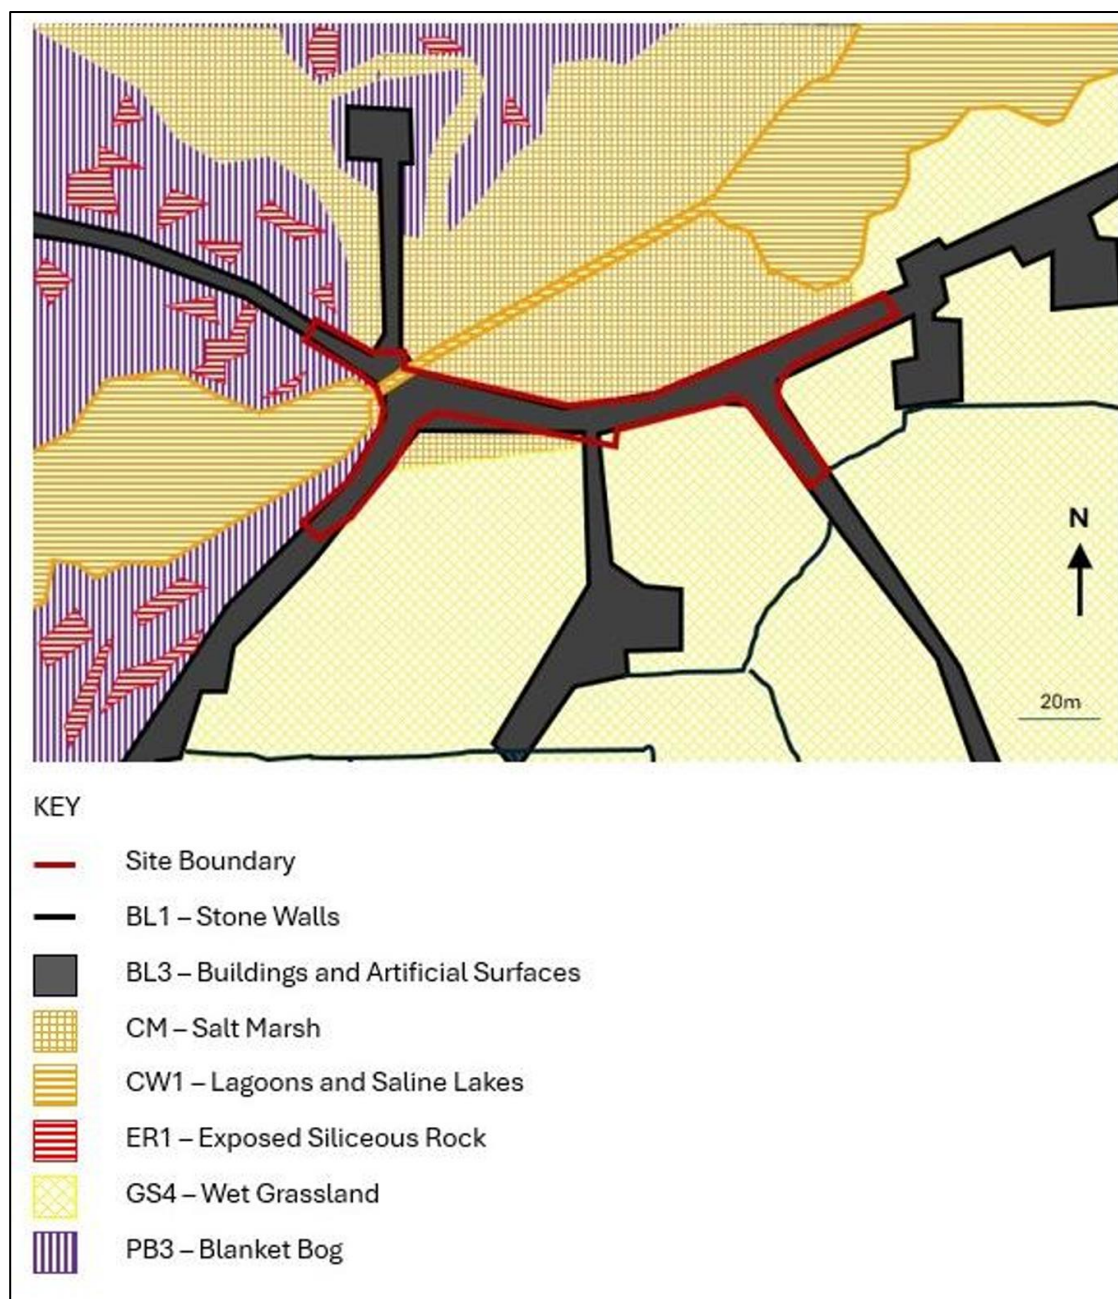 N
20m
KEY
Site Boundary
BL1 – Stone Walls
BL3 – Buildings and Artificial Surfaces
CM – Salt Marsh
CW1 – Lagoons and Saline Lakes
ER1 – Exposed Siliceous Rock
GS4 – Wet Grassland
PB3 – Blanket Bog